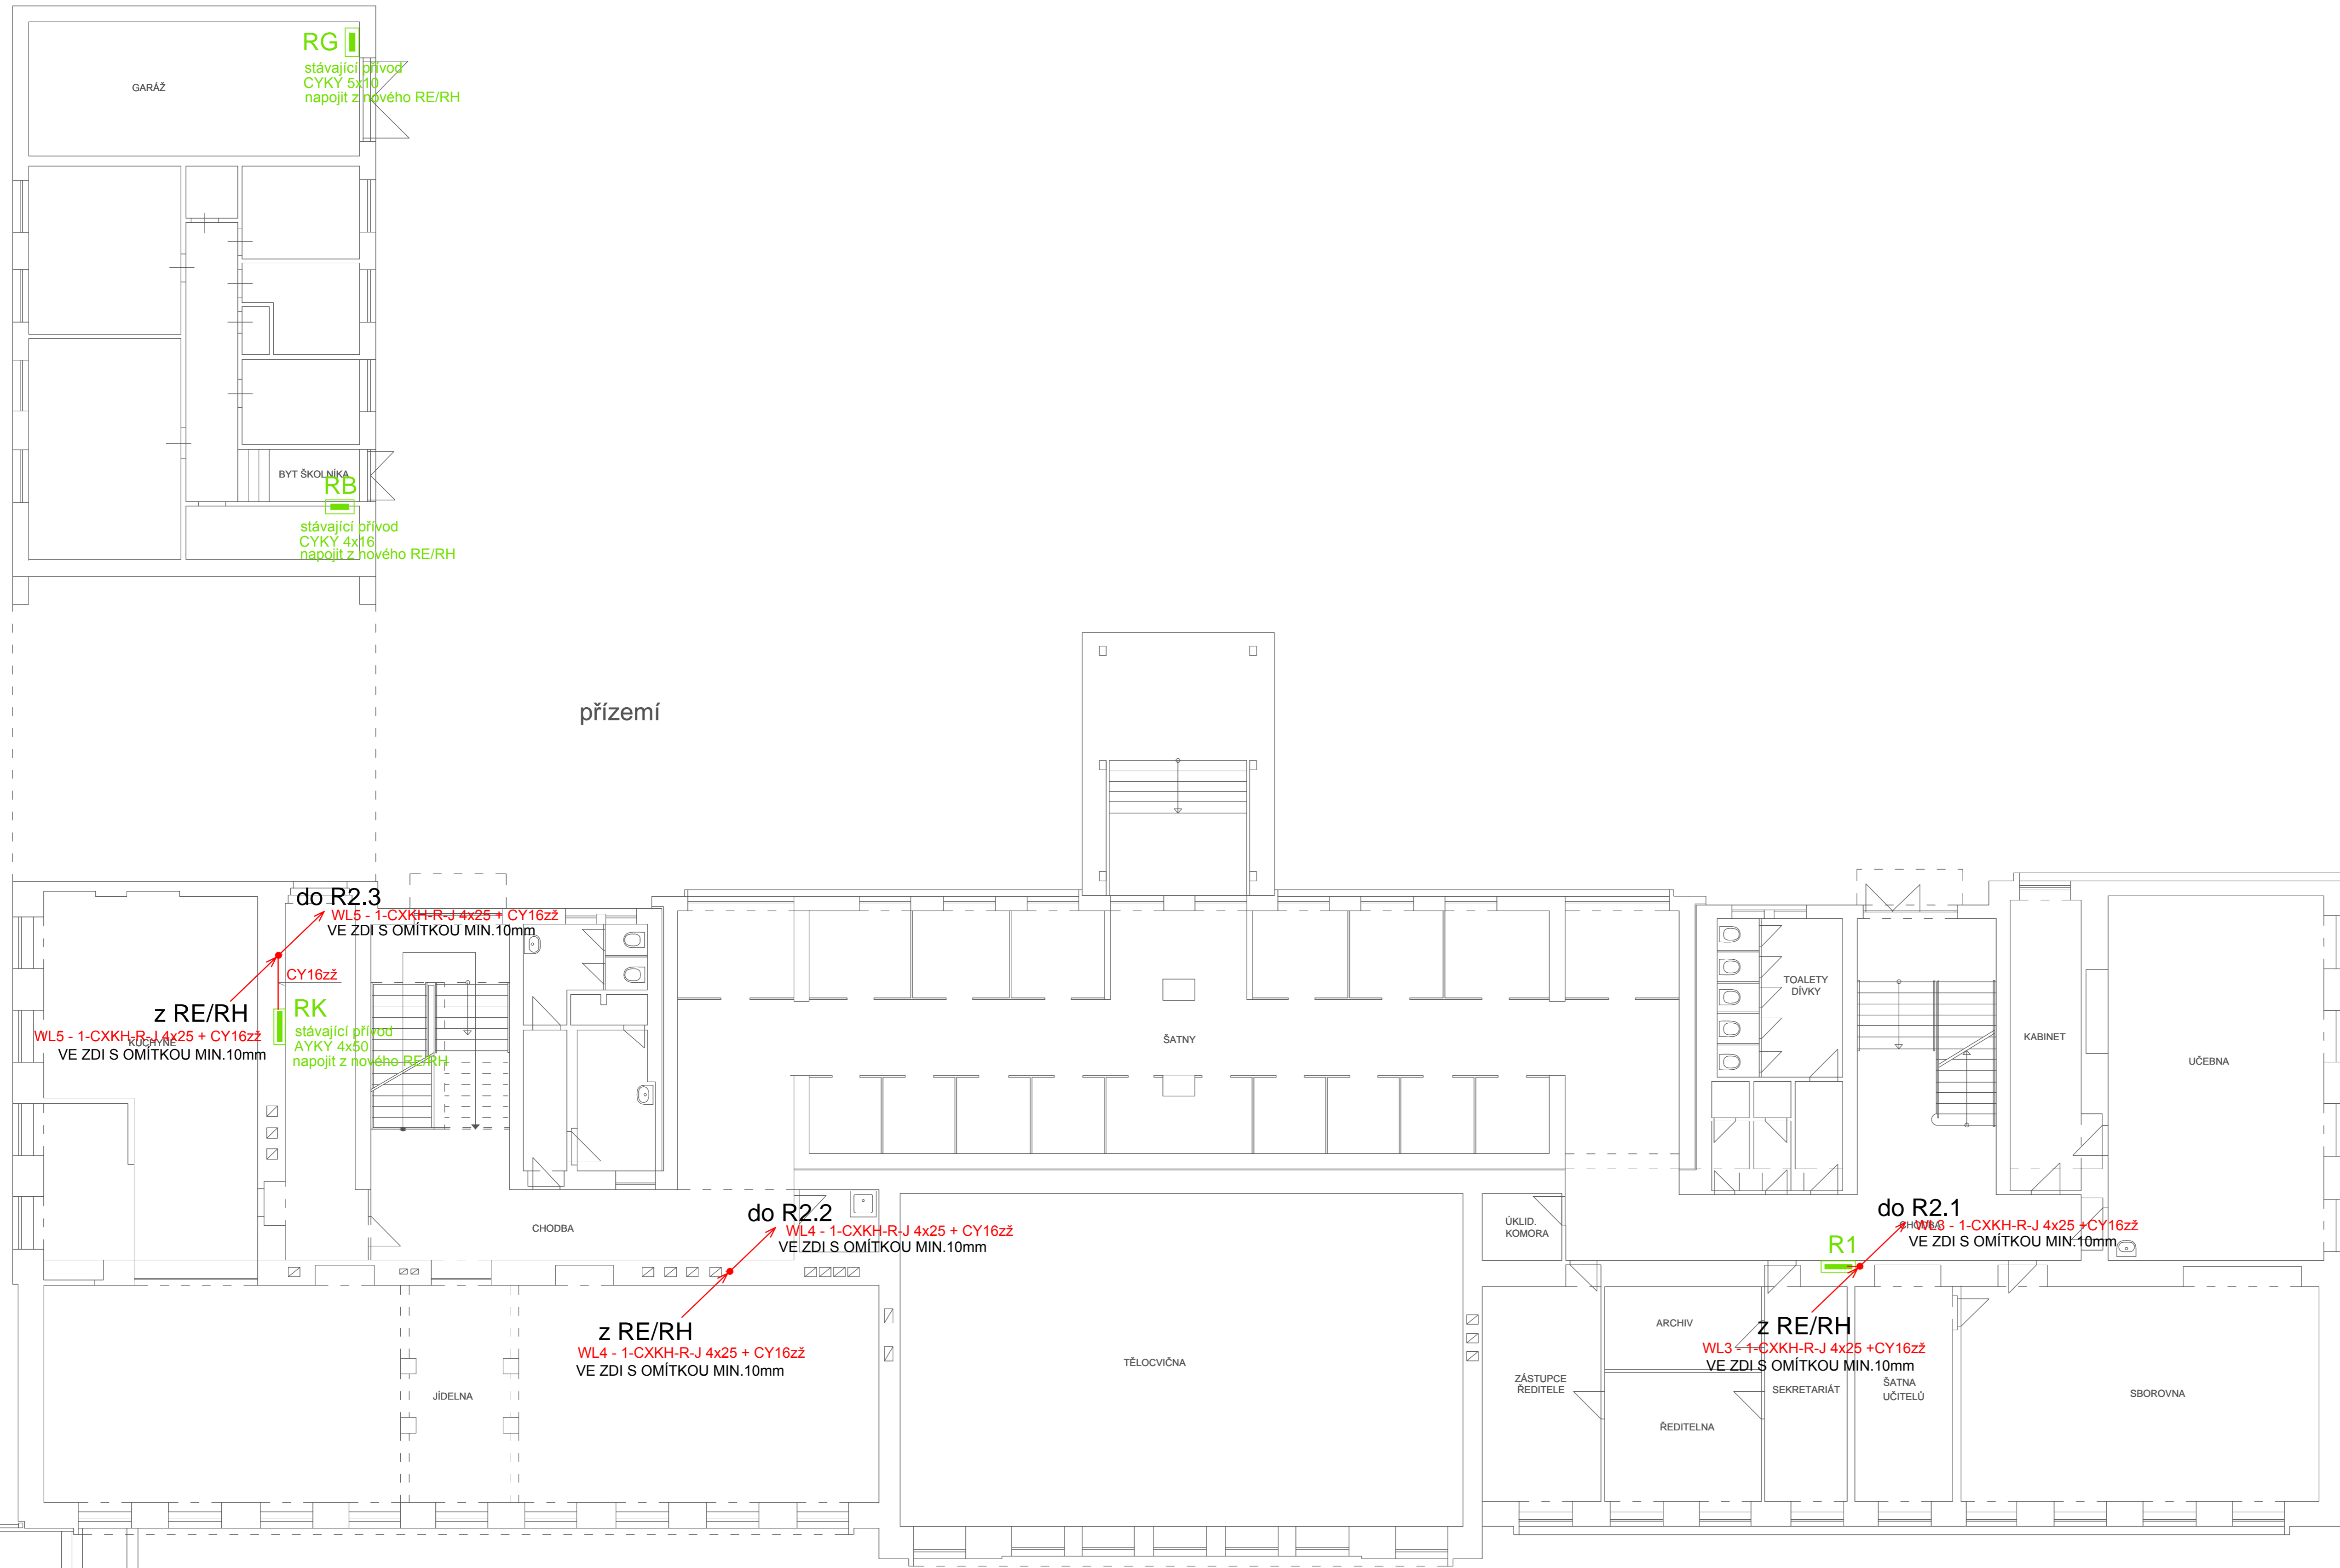 RG
stávající přívod
CYKY 5x10
napojit z nového RE/RH
GARÁŽ
BYT ŠKOLNÍKA
RB
stávající přívod
CYKY 4x16
napojit z nového RE/RH
přízemí
do R2.3
WL5 - 1-CXKH-R-J 4x25 + CY16zž
VE ZDI S OMÍTKOU MIN.10mm
CY16zž
z RE/RH
WL5 - 1-CXKH-R-J 4x25 + CY16zž
KUCHYNĚ
VE ZDI S OMÍTKOU MIN.10mm
RK
stávající přívod
AYKY 4x50
napojit z nového RE/RH
ŠATNY
TOALETY
DÍVKY
KABINET
UČEBNA
CHODBA
do R2.2
WL4 - 1-CXKH-R-J 4x25 + CY16zž
VE ZDI S OMÍTKOU MIN.10mm
ÚKLID.
KOMORA
do R2.1
CHODBA
WL3 - 1-CXKH-R-J 4x25 +CY16zž
VE ZDI S OMÍTKOU MIN.10mm
R1
z RE/RH
WL4 - 1-CXKH-R-J 4x25 + CY16zž
VE ZDI S OMÍTKOU MIN.10mm
JÍDELNA
TĚLOCVIČNA
ARCHIV
z RE/RH
WL3 - 1-CXKH-R-J 4x25 +CY16zž
VE ZDI S OMÍTKOU MIN.10mm
ZÁSTUPCE
ŘEDITELE
SEKRETARIÁT
ŠATNA
UČITELŮ
SBOROVNA
ŘEDITELNA